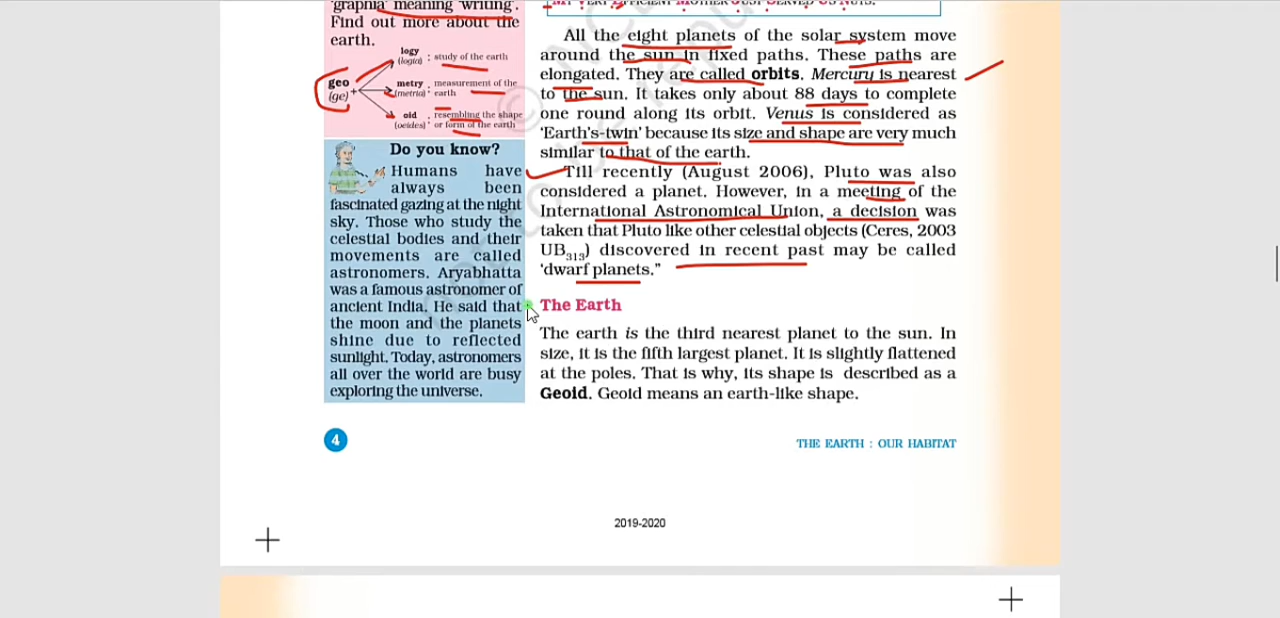 'graphia' meaning 'writing'.
Find out more about the
earth.
logy
(logia) : study of the earth
geo
(ge) +
metry : measurement of the
(metria) : earth
oid : resembling the shape
(oeides) : or form of the earth
Do you know?
Humans have
always been
fascinated gazing at the night
sky. Those who study the
celestial bodies and their
movements are called
astronomers. Aryabhatta
was a famous astronomer of
ancient India. He said that
the moon and the planets
shine due to reflected
sunlight. Today, astronomers
all over the world are busy
exploring the universe.
MY VERY EFFICIENT MOTHER JUST SERVED US NUTS.
All the eight planets of the solar system move
around the sun in fixed paths. These paths are
elongated. They are called orbits. Mercury is nearest
to the sun. It takes only about 88 days to complete
one round along its orbit. Venus is considered as
'Earth's-twin' because its size and shape are very much
similar to that of the earth.
Till recently (August 2006), Pluto was also
considered a planet. However, in a meeting of the
International Astronomical Union, a decision was
taken that Pluto like other celestial objects (Ceres, 2003
UB313) discovered in recent past may be called
'dwarf planets."
The Earth
The earth is the third nearest planet to the sun. In
size, it is the fifth largest planet. It is slightly flattened
at the poles. That is why, its shape is described as a
Geoid. Geoid means an earth-like shape.
4
THE EARTH : OUR HABITAT
2019-2020